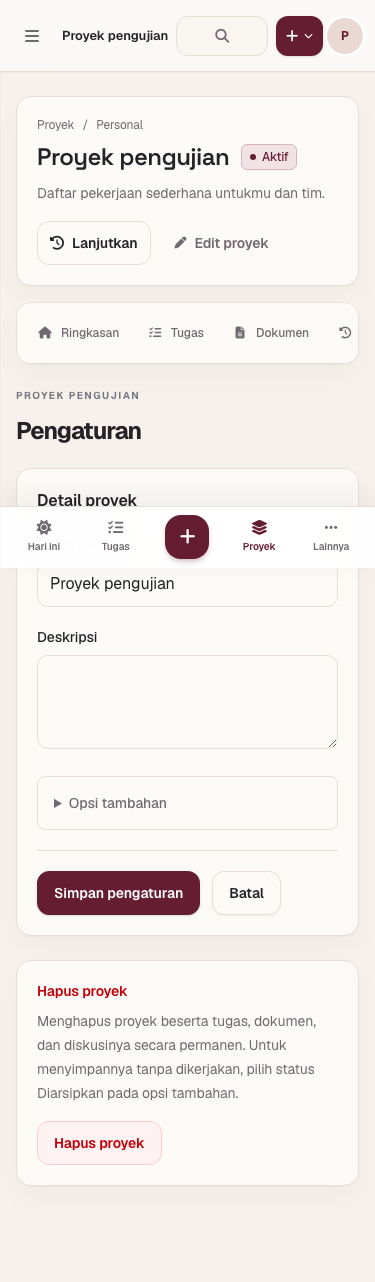 Proyek pengujian
P
Proyek / Personal
Proyek pengujian
Aktif
Daftar pekerjaan sederhana untukmu dan tim.
Lanjutkan
Edit proyek
Ringkasan
Tugas
Dokumen
PROYEK PENGUJIAN
Pengaturan
Detail proyek
Hari ini
Tugas
Proyek
Lainnya
Proyek pengujian
Deskripsi
Opsi tambahan
Simpan pengaturan
Batal
Hapus proyek
Menghapus proyek beserta tugas, dokumen,
dan diskusinya secara permanen. Untuk
menyimpannya tanpa dikerjakan, pilih status
Diarsipkan pada opsi tambahan.
Hapus proyek